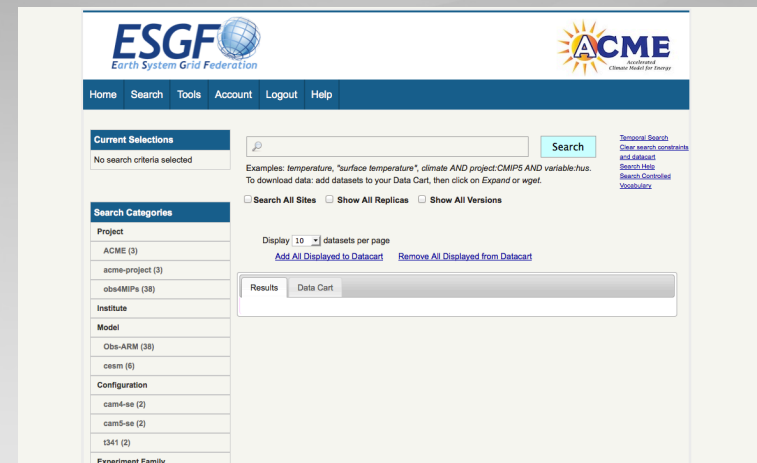 ESGF
Earth System Grid Federation
ACME
Accelerated
Climate Model for Energy
Home Search Tools Account Logout Help
Current Selections
No search criteria selected
Search
Examples: temperature, "surface temperature", climate AND project:CMIP5 AND variable:hus.
To download data: add datasets to your Data Cart, then click on Expand or wget.
Search All Sites Show All Replicas Show All Versions
Temporal Search
Clear search constraints
and datacart
Search Help
Search Controlled
Vocabulary
Search Categories
Project
ACME (3)
acme-project (3)
obs4MIPs (38)
Institute
Model
Obs-ARM (38)
cesm (6)
Configuration
cam4-se (2)
cam5-se (2)
t341 (2)
Experiment Family
Display 10 datasets per page
Add All Displayed to Datacart Remove All Displayed from Datacart
Results Data Cart